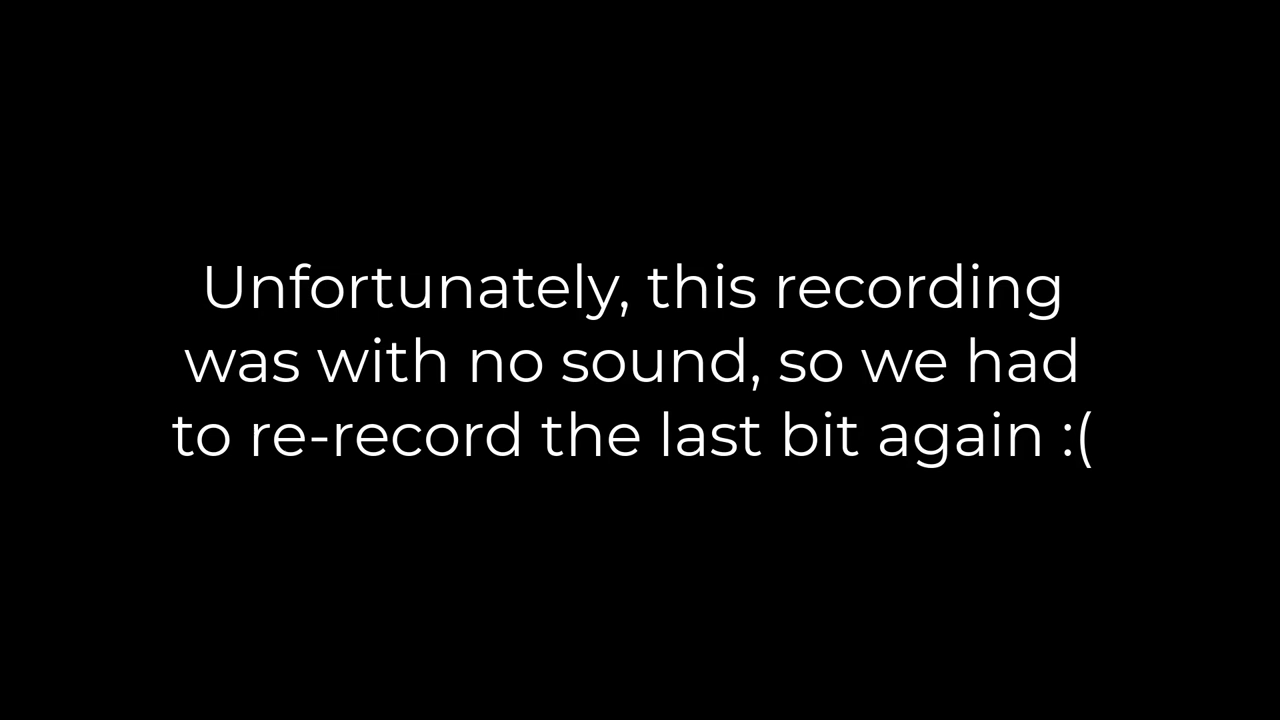 Unfortunately, this recording
was with no sound, so we had
to re-record the last bit again :(